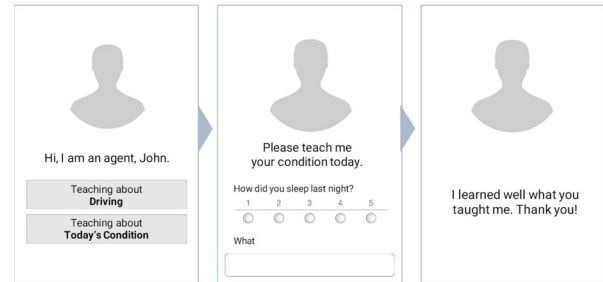 Hi, I am an agent, John.
Teaching about
Driving
Teaching about
Today's Condition
Please teach me
your condition today.
How did you sleep last night?
1 2 3 4 5
What
I learned well what you
taught me. Thank you!